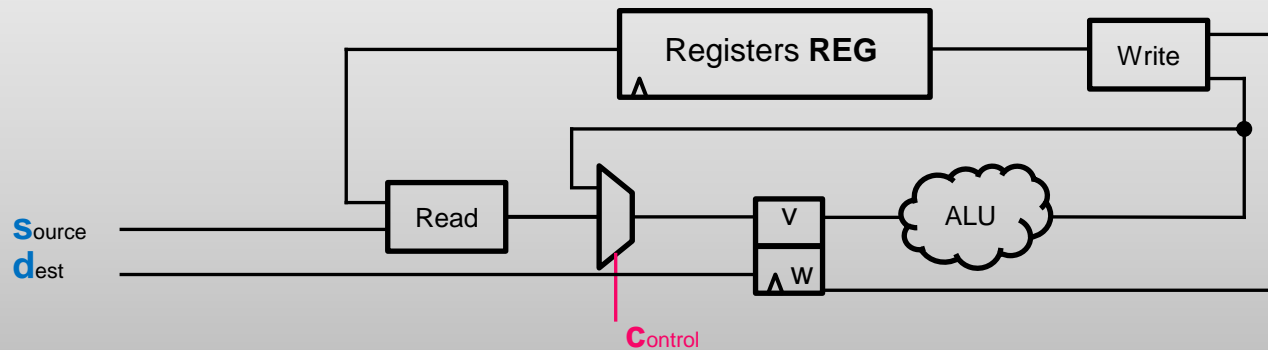 Registers REG
Write
Read
v
ALU
source
dest
w
control